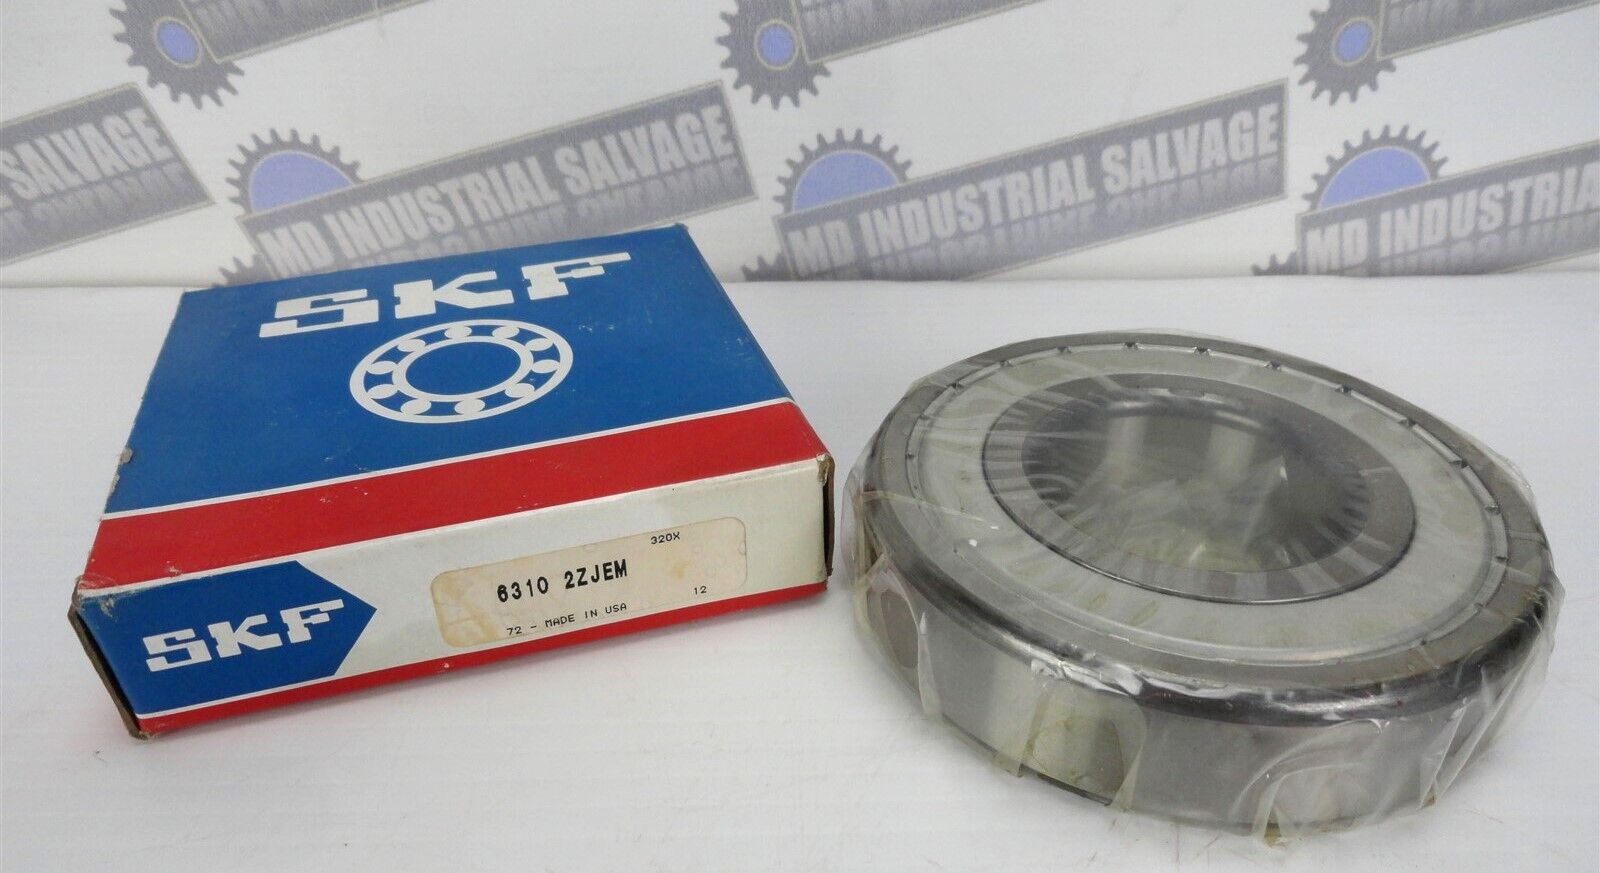 SALVAGE
MD INDUSTRIAL SALVAGE
MD INDUSTRIAL SALVAGE
MD INDUSTRIAL SALVAGE
SKF
320X
6310 2ZJEM
72 - MADE IN USA 12
SKF